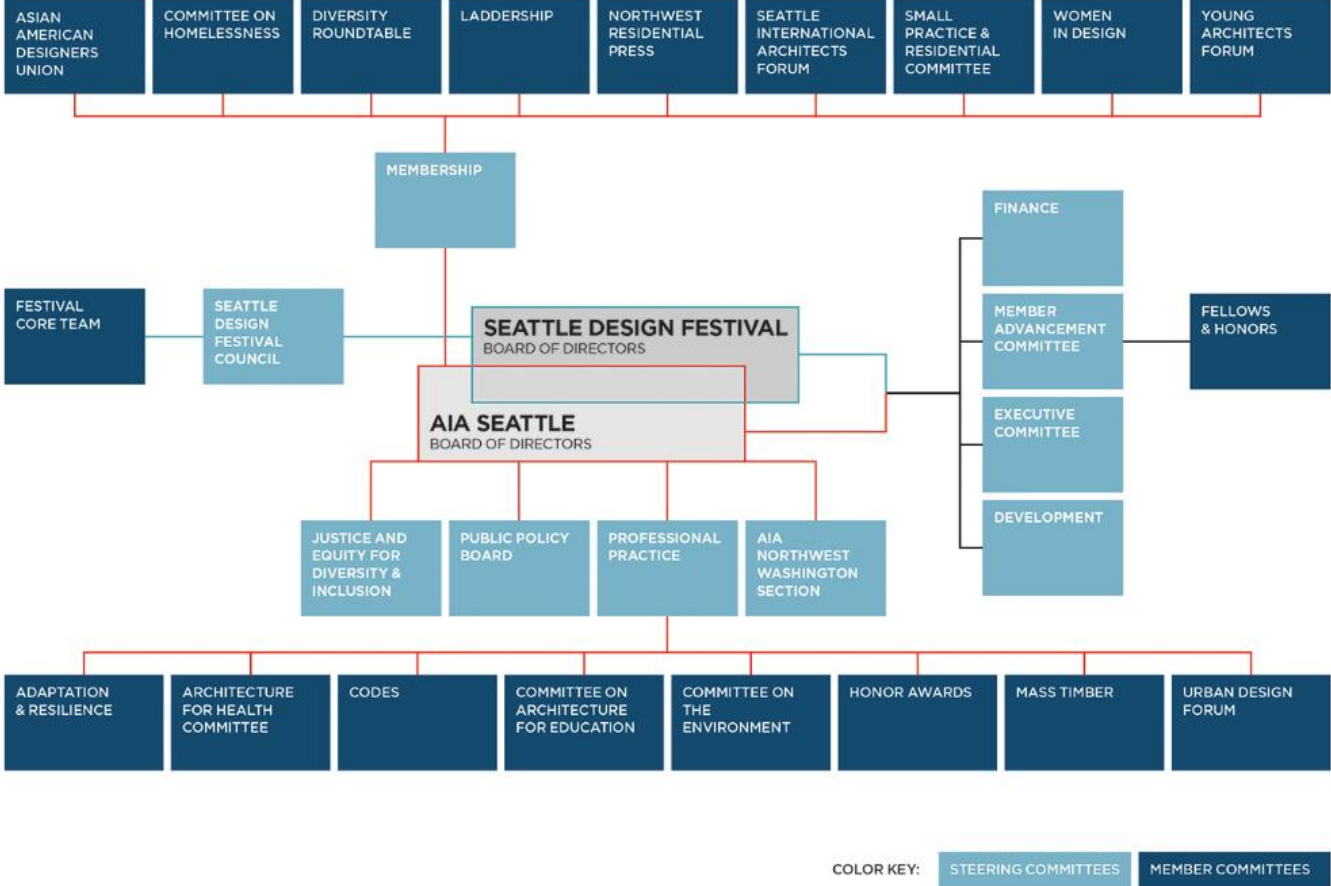 ASIAN
AMERICAN
DESIGNERS
UNION
COMMITTEE ON
HOMELESSNESS
DIVERSITY
ROUNDTABLE
LADDERSHIP
NORTHWEST
RESIDENTIAL
PRESS
SEATTLE
INTERNATIONAL
ARCHITECTS
FORUM
SMALL
PRACTICE &
RESIDENTIAL
COMMITTEE
WOMEN
IN DESIGN
YOUNG
ARCHITECTS
FORUM
MEMBERSHIP
FINANCE
FESTIVAL
CORE TEAM
SEATTLE
DESIGN
FESTIVAL
COUNCIL
SEATTLE DESIGN FESTIVAL
BOARD OF DIRECTORS
MEMBER
ADVANCEMENT
COMMITTEE
FELLOWS
& HONORS
AIA SEATTLE
BOARD OF DIRECTORS
EXECUTIVE
COMMITTEE
DEVELOPMENT
JUSTICE AND
EQUITY FOR
DIVERSITY &
INCLUSION
PUBLIC POLICY
BOARD
PROFESSIONAL
PRACTICE
AIA
NORTHWEST
WASHINGTON
SECTION
ADAPTATION
& RESILIENCE
ARCHITECTURE
FOR HEALTH
COMMITTEE
CODES
COMMITTEE ON
ARCHITECTURE
FOR EDUCATION
COMMITTEE ON
THE
ENVIRONMENT
HONOR AWARDS
MASS TIMBER
URBAN DESIGN
FORUM
COLOR KEY:
STEERING COMMITTEES
MEMBER COMMITTEES